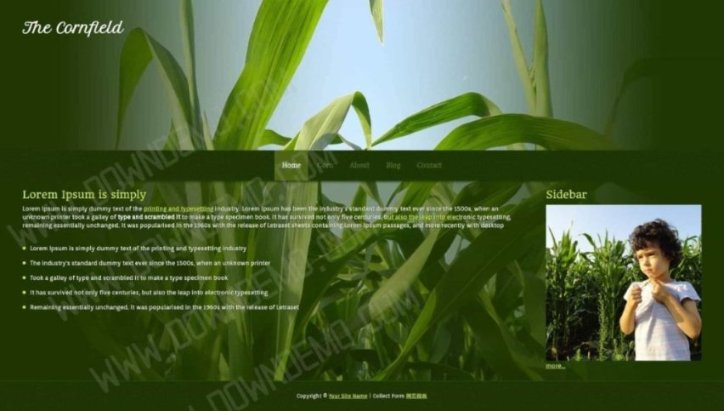 The Cornfield
Home Corn About Blog Contact
Lorem Ipsum is simply
Lorem Ipsum is simply dummy text of the printing and typesetting industry. Lorem Ipsum has been the industry's standard dummy text ever since the 1500s, when an
unknown printer took a galley of type and scrambled it to make a type specimen book. It has survived not only five centuries, but also the leap into electronic typesetting,
remaining essentially unchanged. It was popularised in the 1960s with the release of Letraset sheets containing Lorem Ipsum passages, and more recently with desktop
Lorem Ipsum is simply dummy text of the printing and typesetting industry
The industry's standard dummy text ever since the 1500s, when an unknown printer
Took a galley of type and scrambled it to make a type specimen book
It has survived not only five centuries, but also the leap into electronic typesetting
Remaining essentially unchanged. It was popularised in the 1960s with the release of Letraset
Sidebar
more...
Copyright © Your Site Name | Collect Form
WWW.DOWNDEMO.COM